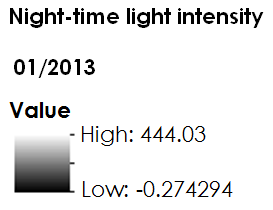 Night-time light intensity
01/2013
Value
High: 444.03
Low: -0.274294